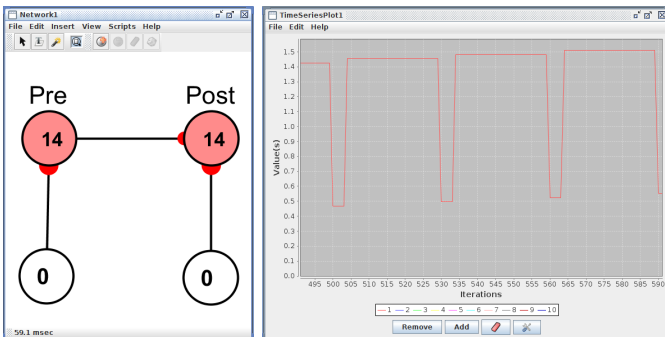 Network1
File Edit Insert View Scripts Help
Pre Post
14 14
0 0
59.1 msec
TimeSeriesPlot1
File Edit Help
Value(s)
1.5
1.4
1.3
1.2
1.1
1.0
0.9
0.8
0.7
0.6
0.5
0.4
0.3
0.2
0.1
0.0
495 500 505 510 515 520 525 530 535 540 545 550 555 560 565 570 575 580 585 590
Iterations
1 2 3 4 5 6 7 8 9 10
Remove Add